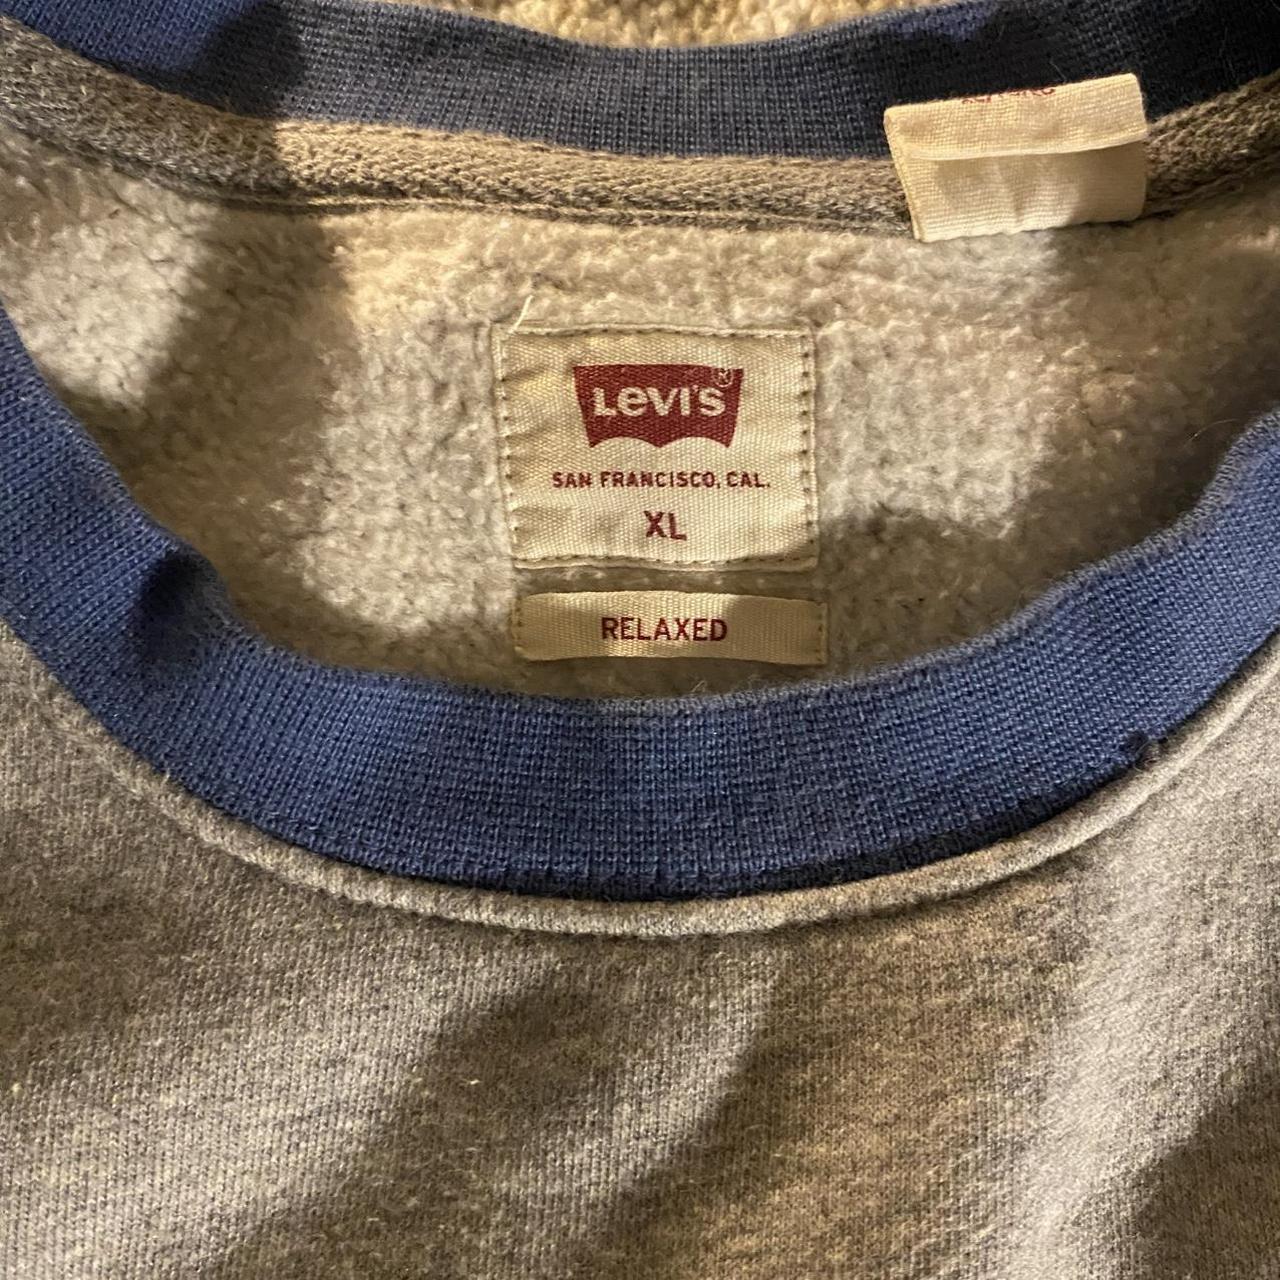 Levi's®
SAN FRANCISCO, CAL.
XL
RELAXED